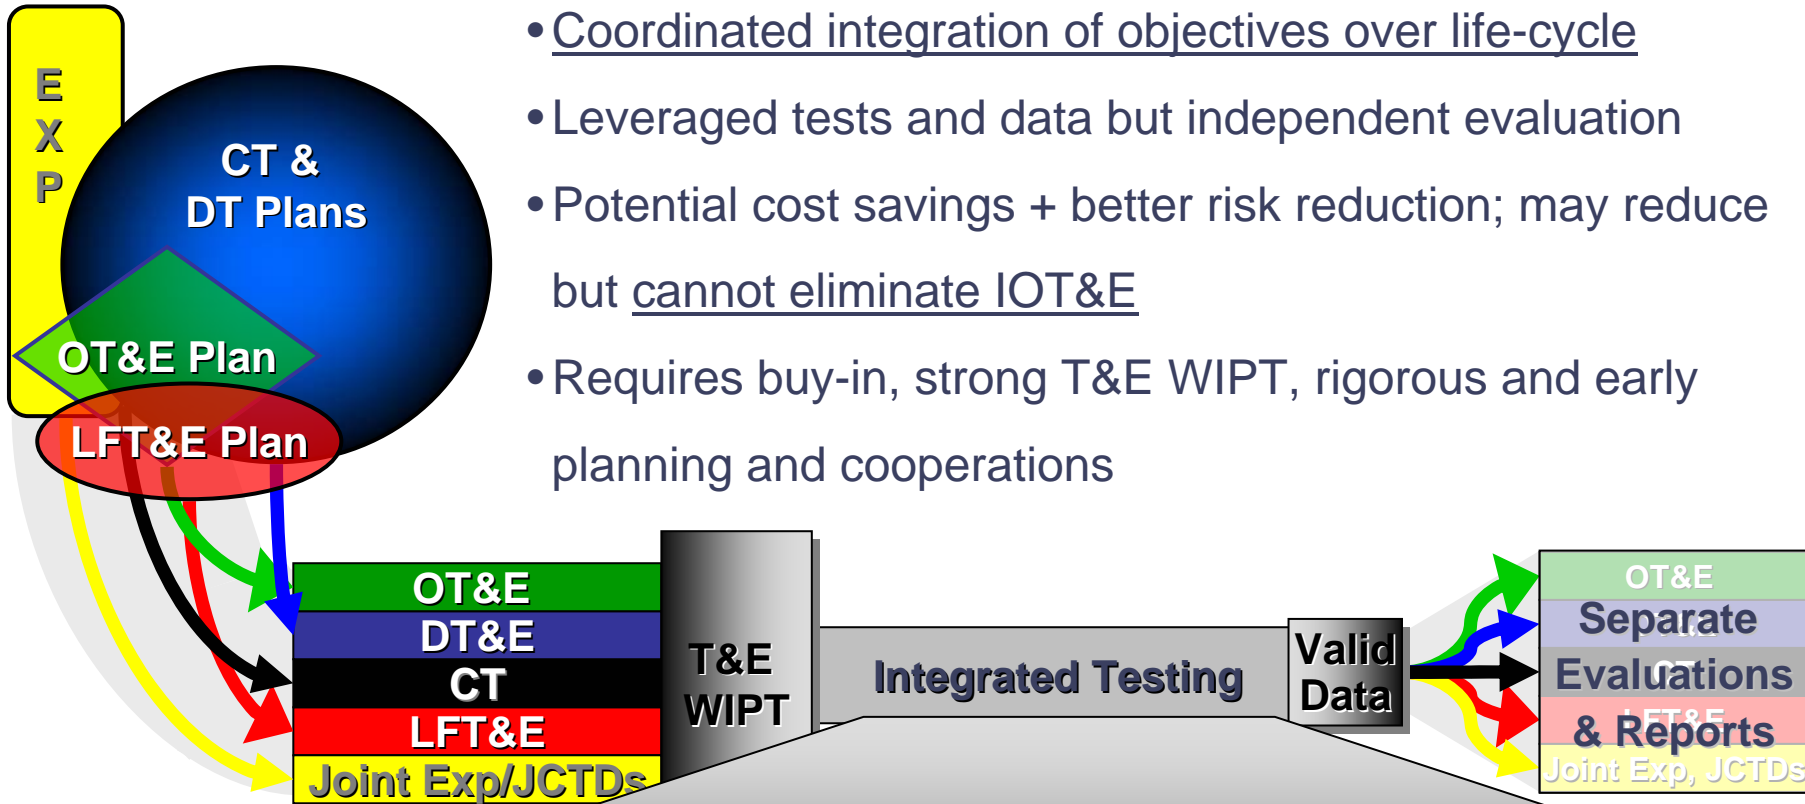 E
X
P
CT &
DT Plans
OT&E Plan
LFT&E Plan
•Coordinated integration of objectives over life-cycle
•Leveraged tests and data but independent evaluation
•Potential cost savings + better risk reduction; may reduce
but cannot eliminate IOT&E
•Requires buy-in, strong T&E WIPT, rigorous and early
planning and cooperations
OT&E
DT&E
CT
LFT&E
Joint Exp/JCTDs
T&E
WIPT
Integrated Testing
Valid
Data
OT&E
DT&E
CT
LFT&E
Joint Exp, JCTDs
Separate
Evaluations
& Reports